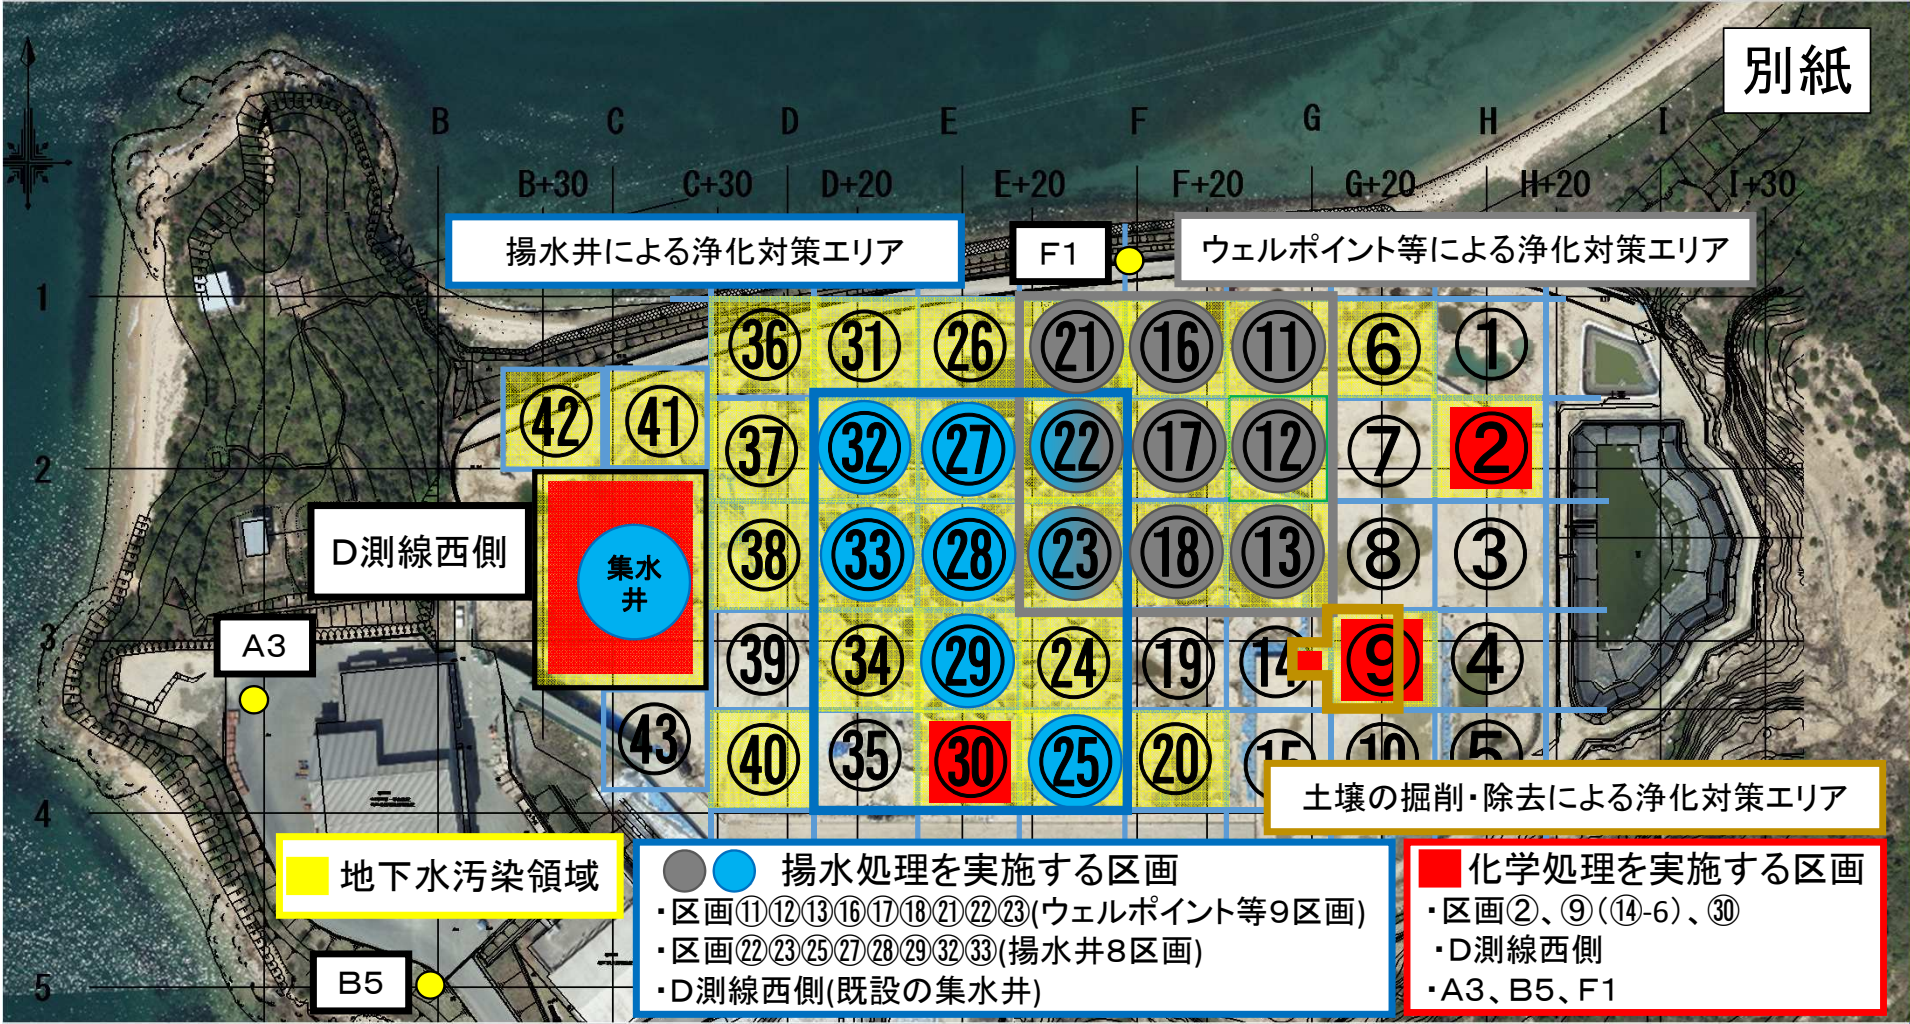 別紙
A B C D E F G H I
B+30 C+30 D+20 E+20 F+20 G+20 H+20 I+30
揚水井による浄化対策エリア
F1
ウェルポイント等による浄化対策エリア
1
㊱ ㉛ ㉖ ㉑ ⑯ ⑪ ⑥ ①
㊷ ㊶
㊲ ㉜ ㉗ ㉒ ⑰ ⑫ ⑦ ②
2
D測線西側
集水
井
㊳ ㉝ ㉘ ㉓ ⑱ ⑬ ⑧ ③
3
A3
㊴ ㉞ ㉙ ㉔ ⑲ ⑭ ⑨ ④
㊸
㊵ ㉟ ㉚ ㉕ ⑳ ⑮ ⑩ ⑤
土壌の掘削・除去による浄化対策エリア
4
地下水汚染領域
B5
5
揚水処理を実施する区画
・区画⑪⑫⑬⑯⑰⑱㉑㉒㉓(ウェルポイント等9区画)
・区画㉒㉓㉕㉗㉘㉙㉜㉝(揚水井8区画)
・D測線西側(既設の集水井)
化学処理を実施する区画
・区画②、⑨(⑭-6)、㉚
・D測線西側
・A3、B5、F1